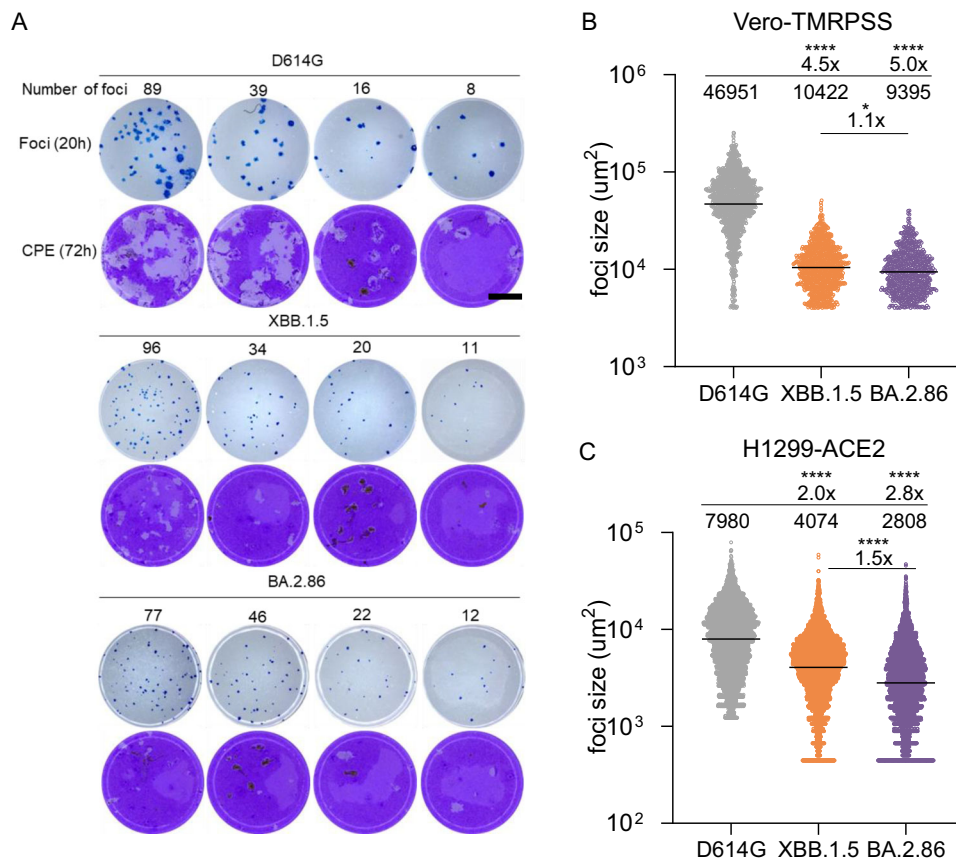 A
D614G
Number of foci 89 39 16 8
Foci (20h)
CPE (72h)
XBB.1.5
96 34 20 11
BA.2.86
77 46 22 12
B
Vero-TMRPSS
**** ****
4.5x 5.0x
46951 10422 9395
*
1.1x
foci size (um²)
10⁶
10⁵
10⁴
10³
D614G XBB.1.5 BA.2.86
C
H1299-ACE2
**** ****
2.0x 2.8x
7980 4074 2808
****
1.5x
foci size (um²)
10⁵
10⁴
10³
10²
D614G XBB.1.5 BA.2.86